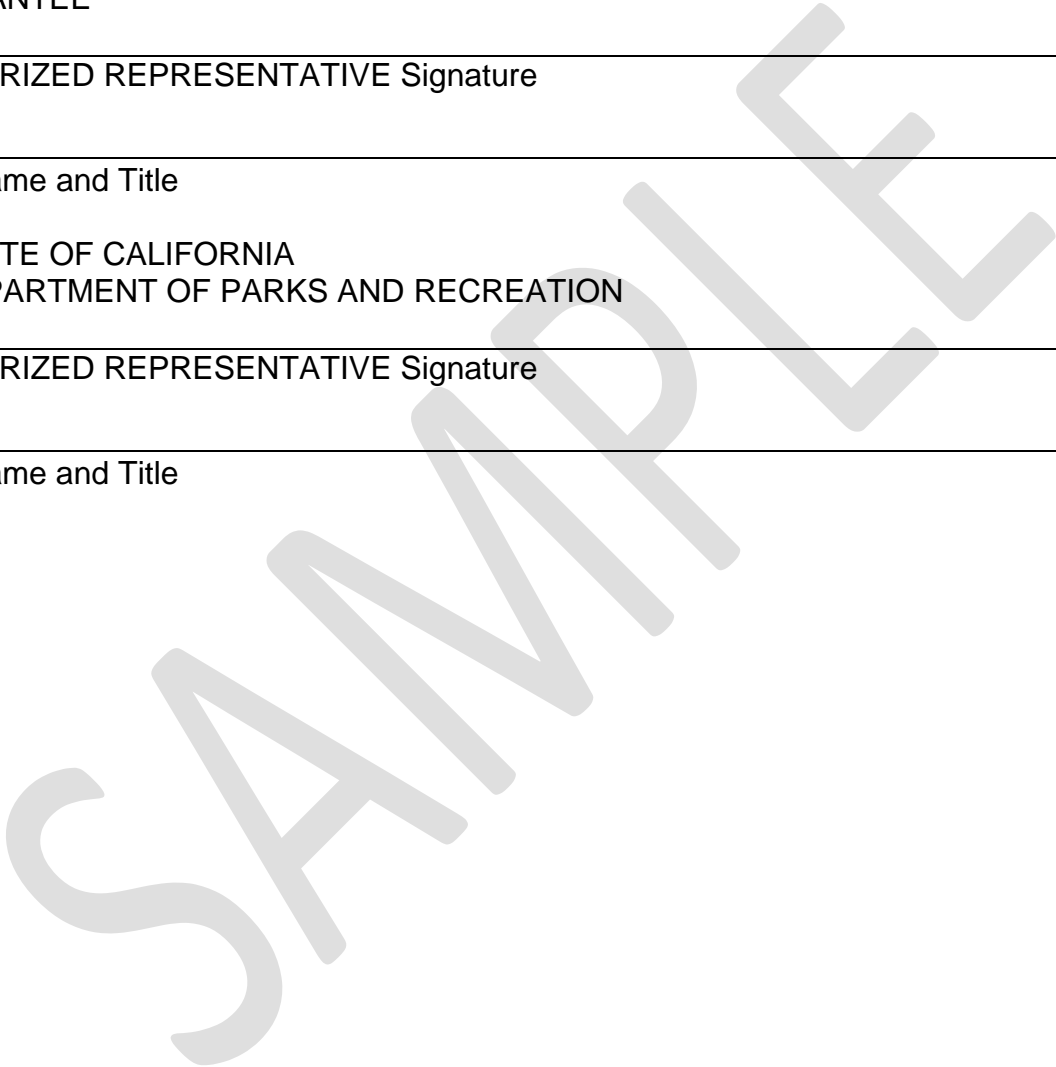 ANTEE
RIZED REPRESENTATIVE Signature
ame and Title
TE OF CALIFORNIA
PARTMENT OF PARKS AND RECREATION
RIZED REPRESENTATIVE Signature
ame and Title
SAMPLE